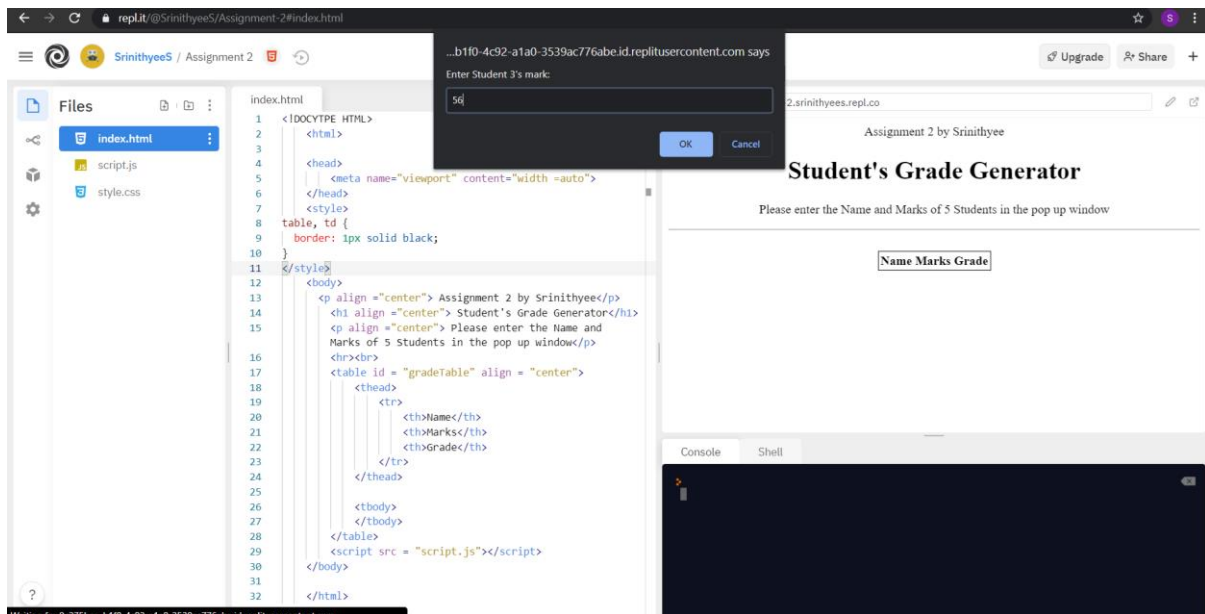 repl.it/@SrinithyeeS/Assignment-2#index.html
S
SrinithyeeS / Assignment 2
Upgrade
Share
...b1f0-4c92-a1a0-3539ac776abe.id.replitusercontent.com says
Enter Student 3's mark:
56
OK
Cancel
Files
index.html
script.js
style.css
index.html
1 <!DOCYTPE HTML>
2 <html>
3
4 <head>
5 <meta name="viewport" content="width =auto">
6 </head>
7 <style>
8 table, td {
9 border: 1px solid black;
10 }
11 </style>
12 <body>
13 <p align ="center"> Assignment 2 by Srinithyee</p>
14 <h1 align ="center"> Student's Grade Generator</h1>
15 <p align ="center"> Please enter the Name and
Marks of 5 Students in the pop up window</p>
16 <hr><br>
17 <table id = "gradeTable" align = "center">
18 <thead>
19 <tr>
20 <th>Name</th>
21 <th>Marks</th>
22 <th>Grade</th>
23 </tr>
24 </thead>
25
26 <tbody>
27 </tbody>
28 </table>
29 <script src = "script.js"></script>
30 </body>
31
32 </html>
2.srinithyees.repl.co
Assignment 2 by Srinithyee
Student's Grade Generator
Please enter the Name and Marks of 5 Students in the pop up window
Name Marks Grade
Console
Shell
?